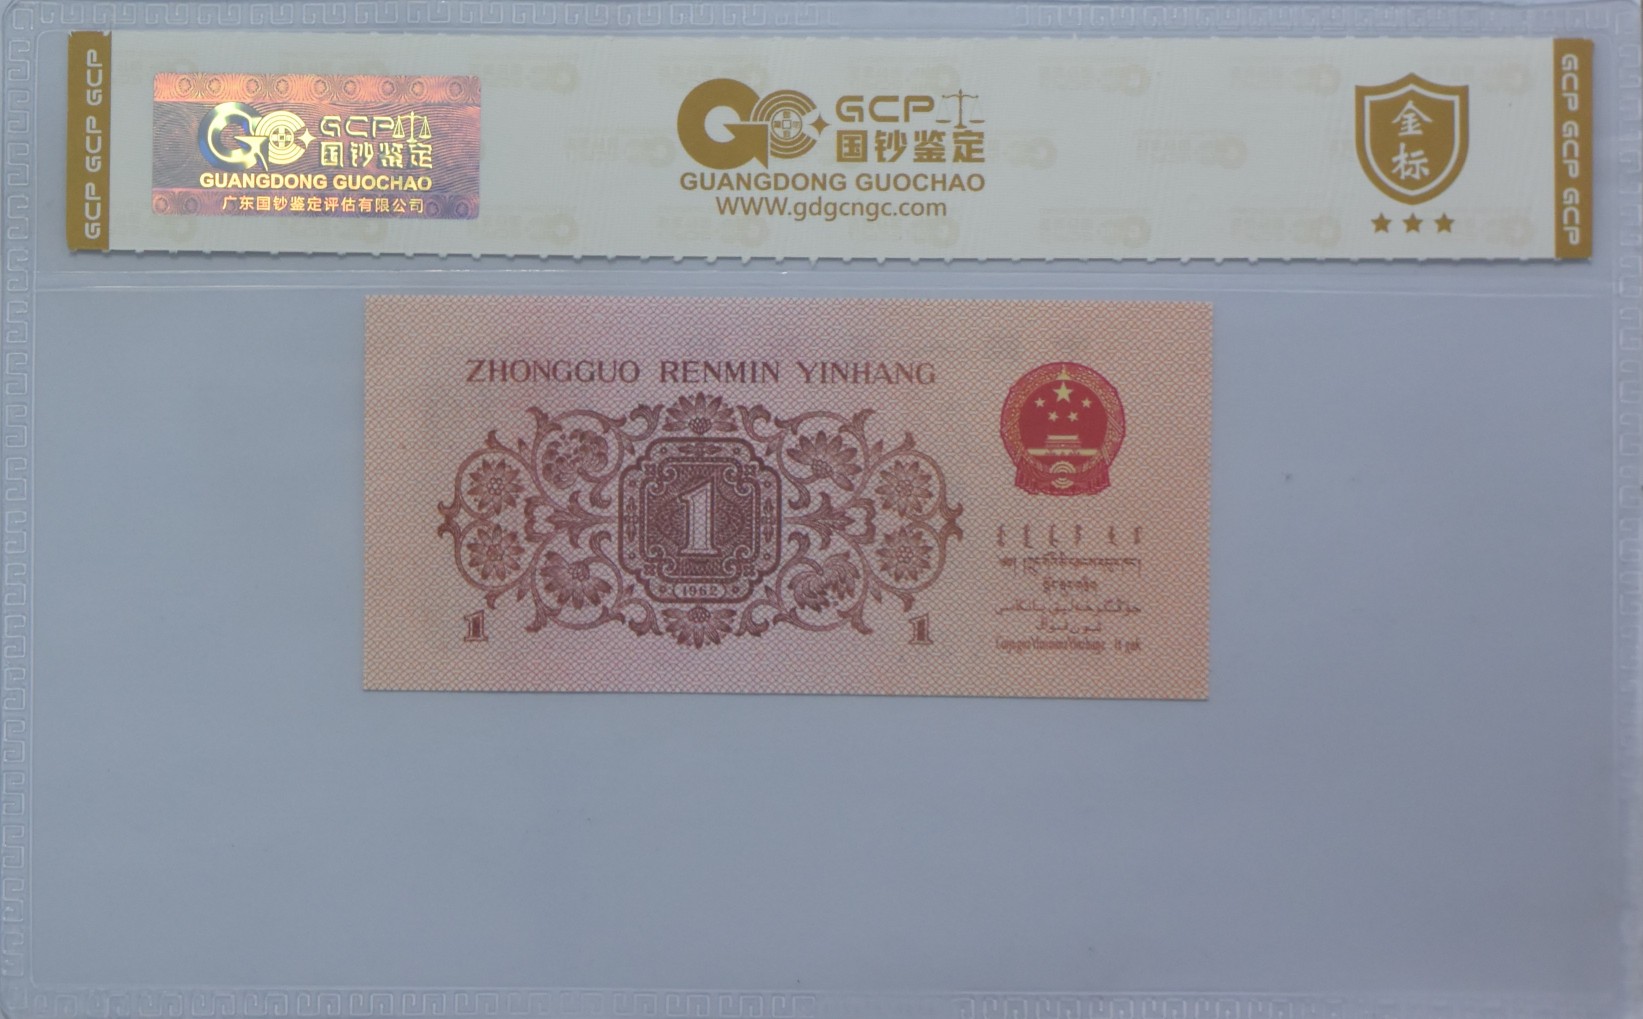 GCP GCP GCP
GCP
国钞鉴定
GUANGDONG GUOCHAO
广东国钞鉴定评估有限公司
GCP
国钞鉴定
GUANGDONG GUOCHAO
www.gdgcngc.com
金标
GCP GCP GCP
ZHONGGUO RENMIN YINHANG
1
1962
1
1